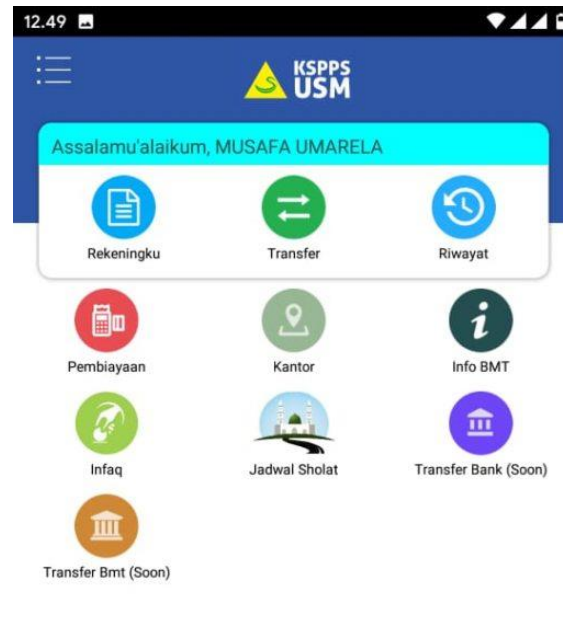 12.49
KSPPS
USM
Assalamu'alaikum, MUSAFA UMARELA
Rekeningku Transfer Riwayat
Pembiayaan Kantor Info BMT
Infaq Jadwal Sholat Transfer Bank (Soon)
Transfer Bmt (Soon)